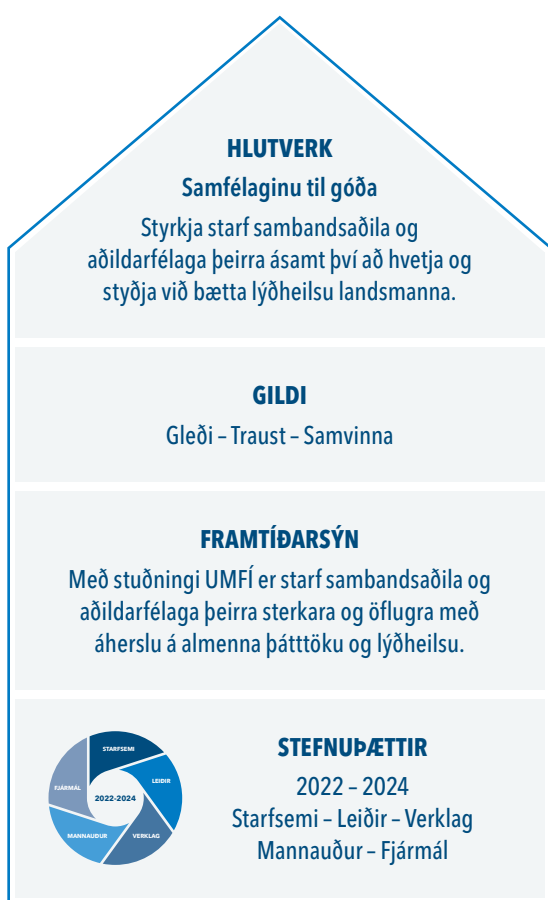 HLUTVERK
Samfélaginu til góða
Styrkja starf sambandsaðila og
aðildarfélaga þeirra ásamt því að hvetja og
styðja við bætta lýðheilsu landsmanna.
GILDI
Gleði – Traust – Samvinna
FRAMTÍÐARSÝN
Með stuðningi UMFÍ er starf sambandsaðila og
aðildarfélaga þeirra sterkara og öflugra með
áherslu á almenna þátttöku og lýðheilsu.
STARFSEMI
LEIÐIR
VERKLAG
MANNAUÐUR
FJÁRMÁL
2022-2024
STEFNUÞÆTTIR
2022 – 2024
Starfsemi – Leiðir – Verklag
Mannauður – Fjármál